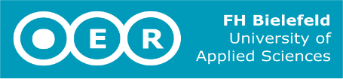 OER
FH Bielefeld
University of
Applied Sciences